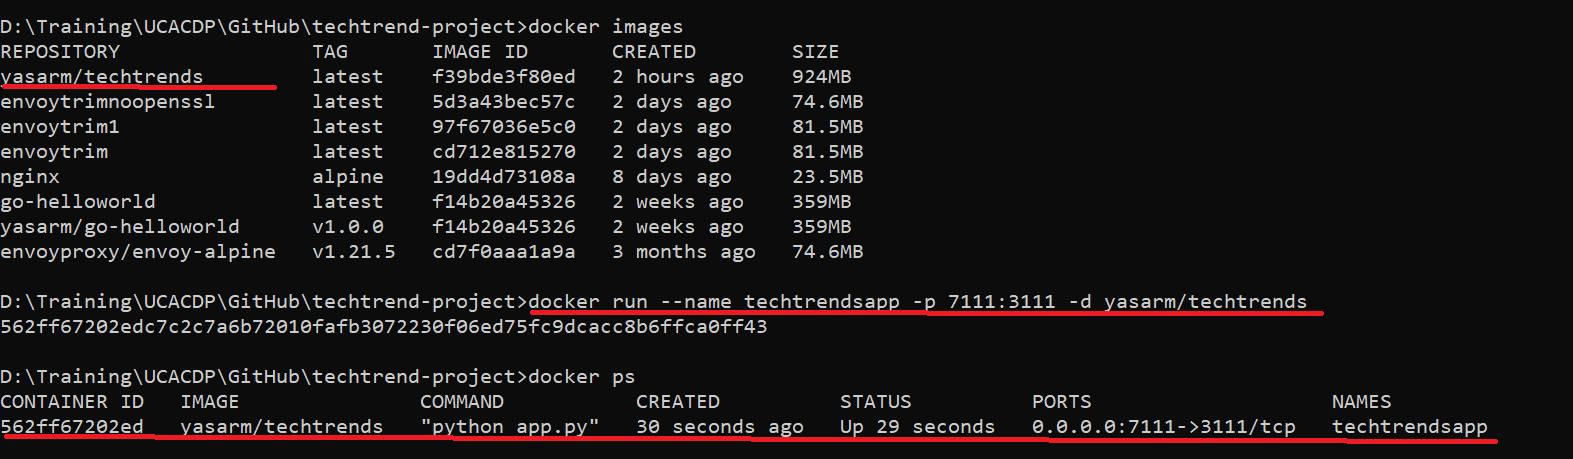 D:\Training\UCACDP\GitHub\techtrend-project>docker images
REPOSITORY TAG IMAGE ID CREATED SIZE
yasarm/techtrends latest f39bde3f80ed 2 hours ago 924MB
envoytrimnoopenssl latest 5d3a43bec57c 2 days ago 74.6MB
envoytrim1 latest 97f67036e5c0 2 days ago 81.5MB
envoytrim latest cd712e815270 2 days ago 81.5MB
nginx alpine 19dd4d73108a 8 days ago 23.5MB
go-helloworld latest f14b20a45326 2 weeks ago 359MB
yasarm/go-helloworld v1.0.0 f14b20a45326 2 weeks ago 359MB
envoyproxy/envoy-alpine v1.21.5 cd7f0aaa1a9a 3 months ago 74.6MB
D:\Training\UCACDP\GitHub\techtrend-project>docker run --name techtrendsapp -p 7111:3111 -d yasarm/techtrends
562ff67202edc7c2c7a6b72010fafb3072230f06ed75fc9dcacc8b6ffca0ff43
D:\Training\UCACDP\GitHub\techtrend-project>docker ps
CONTAINER ID IMAGE COMMAND CREATED STATUS PORTS NAMES
562ff67202ed yasarm/techtrends "python app.py" 30 seconds ago Up 29 seconds 0.0.0.0:7111->3111/tcp techtrendsapp